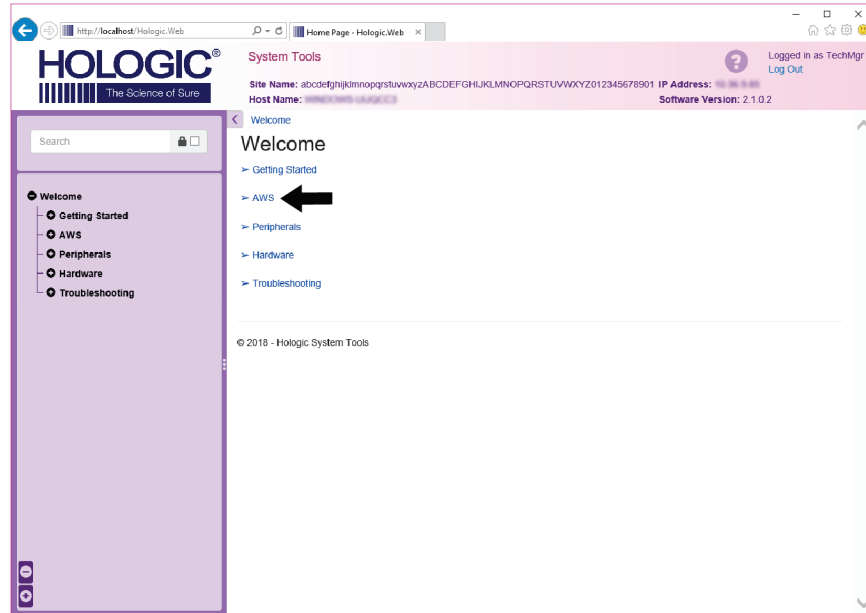 http://localhost/Hologic.Web
Home Page - Hologic.Web
HOLOGIC®
The Science of Sure
System Tools
Logged in as TechMgr
Log Out
Site Name: abcdefghijklmnopqrstuvwxyzABCDEFGHIJKLMNOPQRSTUVWXYZ012345678901 IP Address:
Host Name:
Software Version: 2.1.0.2
Search
Welcome
Getting Started
AWS
Peripherals
Hardware
Troubleshooting
Welcome
Welcome
➢ Getting Started
➢ AWS
➢ Peripherals
➢ Hardware
➢ Troubleshooting
© 2018 - Hologic System Tools